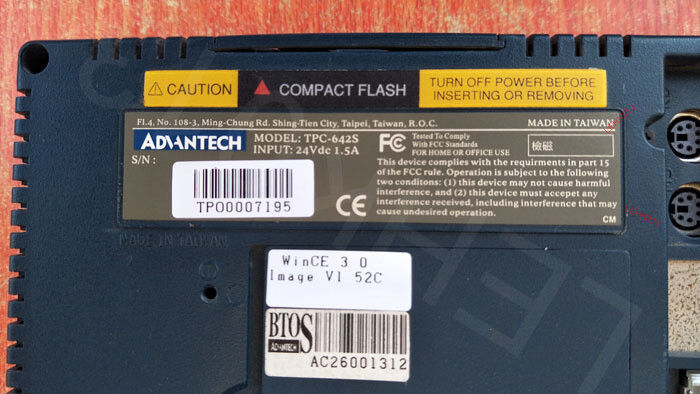 CAUTION
COMPACT FLASH
TURN OFF POWER BEFORE
INSERTING OR REMOVING
Fl.4, No. 108-3, Ming-Chung Rd. Shing-Tien City, Taipei, Taiwan, R.O.C.
MADE IN TAIWAN
ADVANTECH
MODEL: TPC-642S
INPUT: 24Vdc 1.5A
S/N :
TPO0007195
CE
FC
Tested To Comply
With FCC Standards
FOR HOME OR OFFICE USE
檢磁
This device complies with the requirments in part 15
of the FCC rule. Operation is subject to the following
two conditons: (1) this device may not cause harmful
interference, and (2) this device must accepet any
interference received, including interference that may
cause undesired operation.
CM
MADE IN TAIWAN
WinCE 3.0
Image V1 52C
BTOS
ADVANTECH
AC26001312